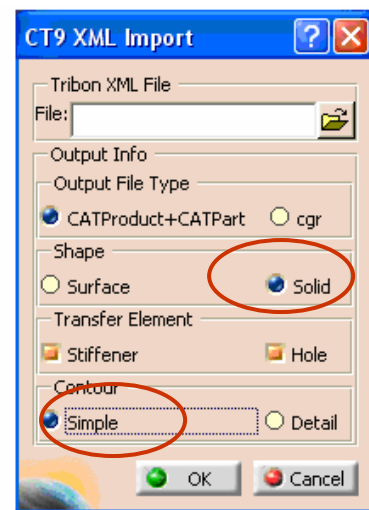 CT9 XML Import
Tribon XML File
File:
Output Info
Output File Type
CATProduct+CATPart cgr
Shape
Surface Solid
Transfer Element
Stiffener Hole
Contour
Simple Detail
OK Cancel